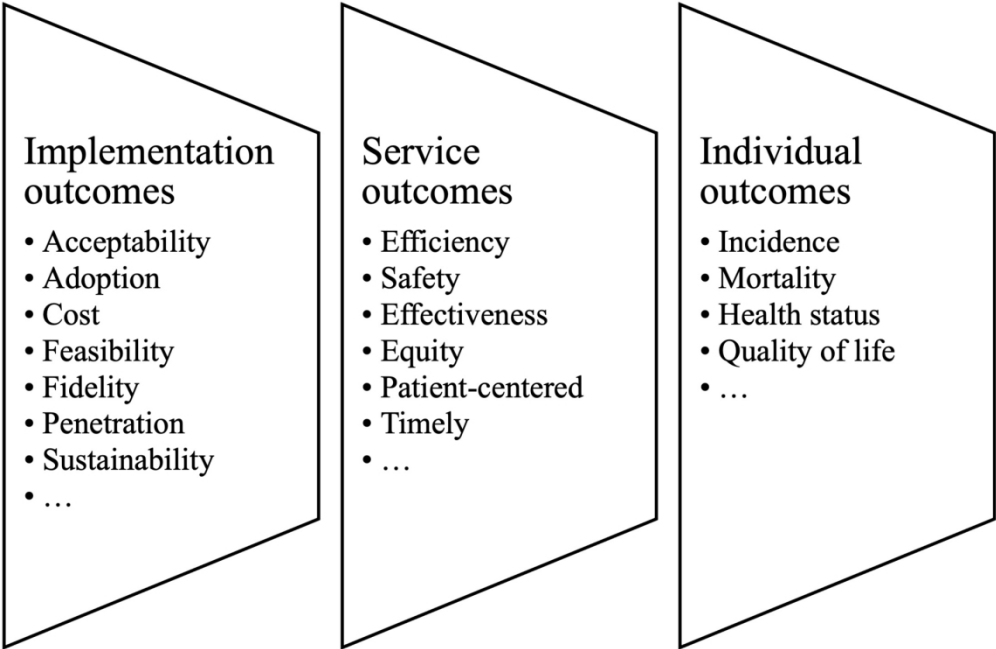 Implementation
outcomes
• Acceptability
• Adoption
• Cost
• Feasibility
• Fidelity
• Penetration
• Sustainability
• …
Service
outcomes
• Efficiency
• Safety
• Effectiveness
• Equity
• Patient-centered
• Timely
• …
Individual
outcomes
• Incidence
• Mortality
• Health status
• Quality of life
• …